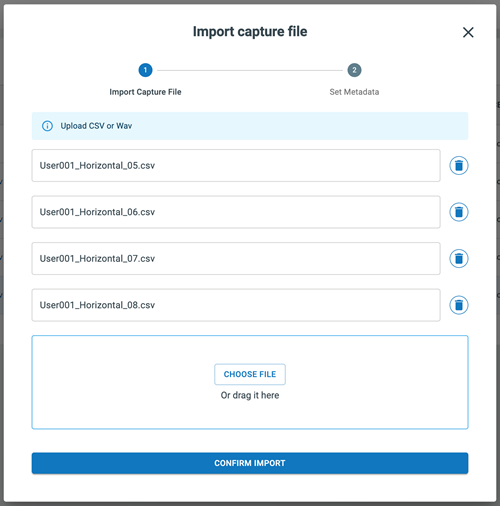 Import capture file
1
2
Import Capture File
Set Metadata
Upload CSV or Wav
User001_Horizontal_05.csv
User001_Horizontal_06.csv
User001_Horizontal_07.csv
User001_Horizontal_08.csv
CHOOSE FILE
Or drag it here
CONFIRM IMPORT